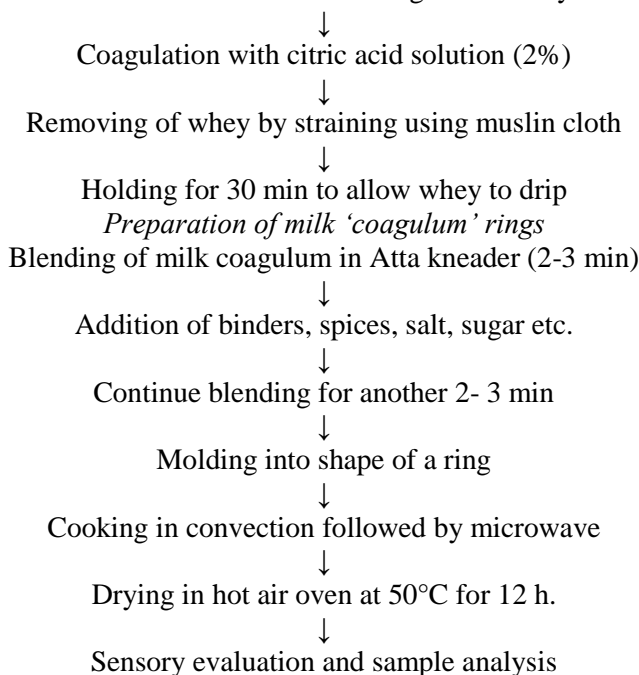 ↓
Coagulation with citric acid solution (2%)
↓
Removing of whey by straining using muslin cloth
↓
Holding for 30 min to allow whey to drip
Preparation of milk ‘coagulum’ rings
Blending of milk coagulum in Atta kneader (2-3 min)
↓
Addition of binders, spices, salt, sugar etc.
↓
Continue blending for another 2- 3 min
↓
Molding into shape of a ring
↓
Cooking in convection followed by microwave
↓
Drying in hot air oven at 50°C for 12 h.
↓
Sensory evaluation and sample analysis